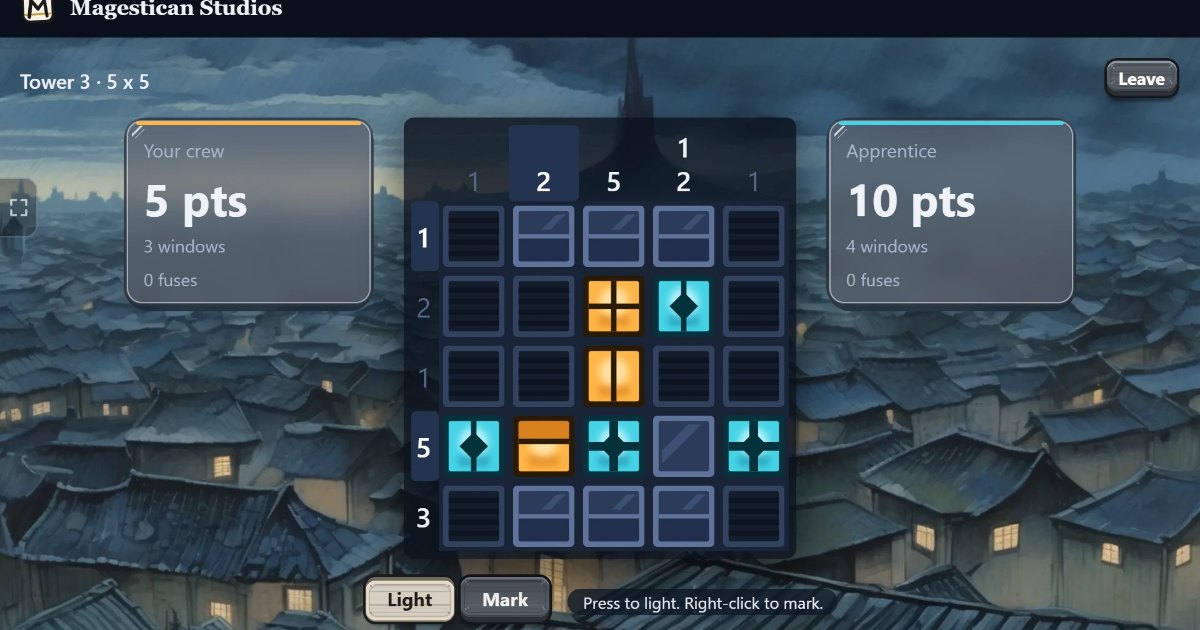 M Magestican Studios
Tower 3 · 5 x 5
Leave
Your crew
5 pts
3 windows
0 fuses
Apprentice
10 pts
4 windows
0 fuses
1
1 2 5 2 1
1
2
1
5
3
Light
Mark
Press to light. Right-click to mark.